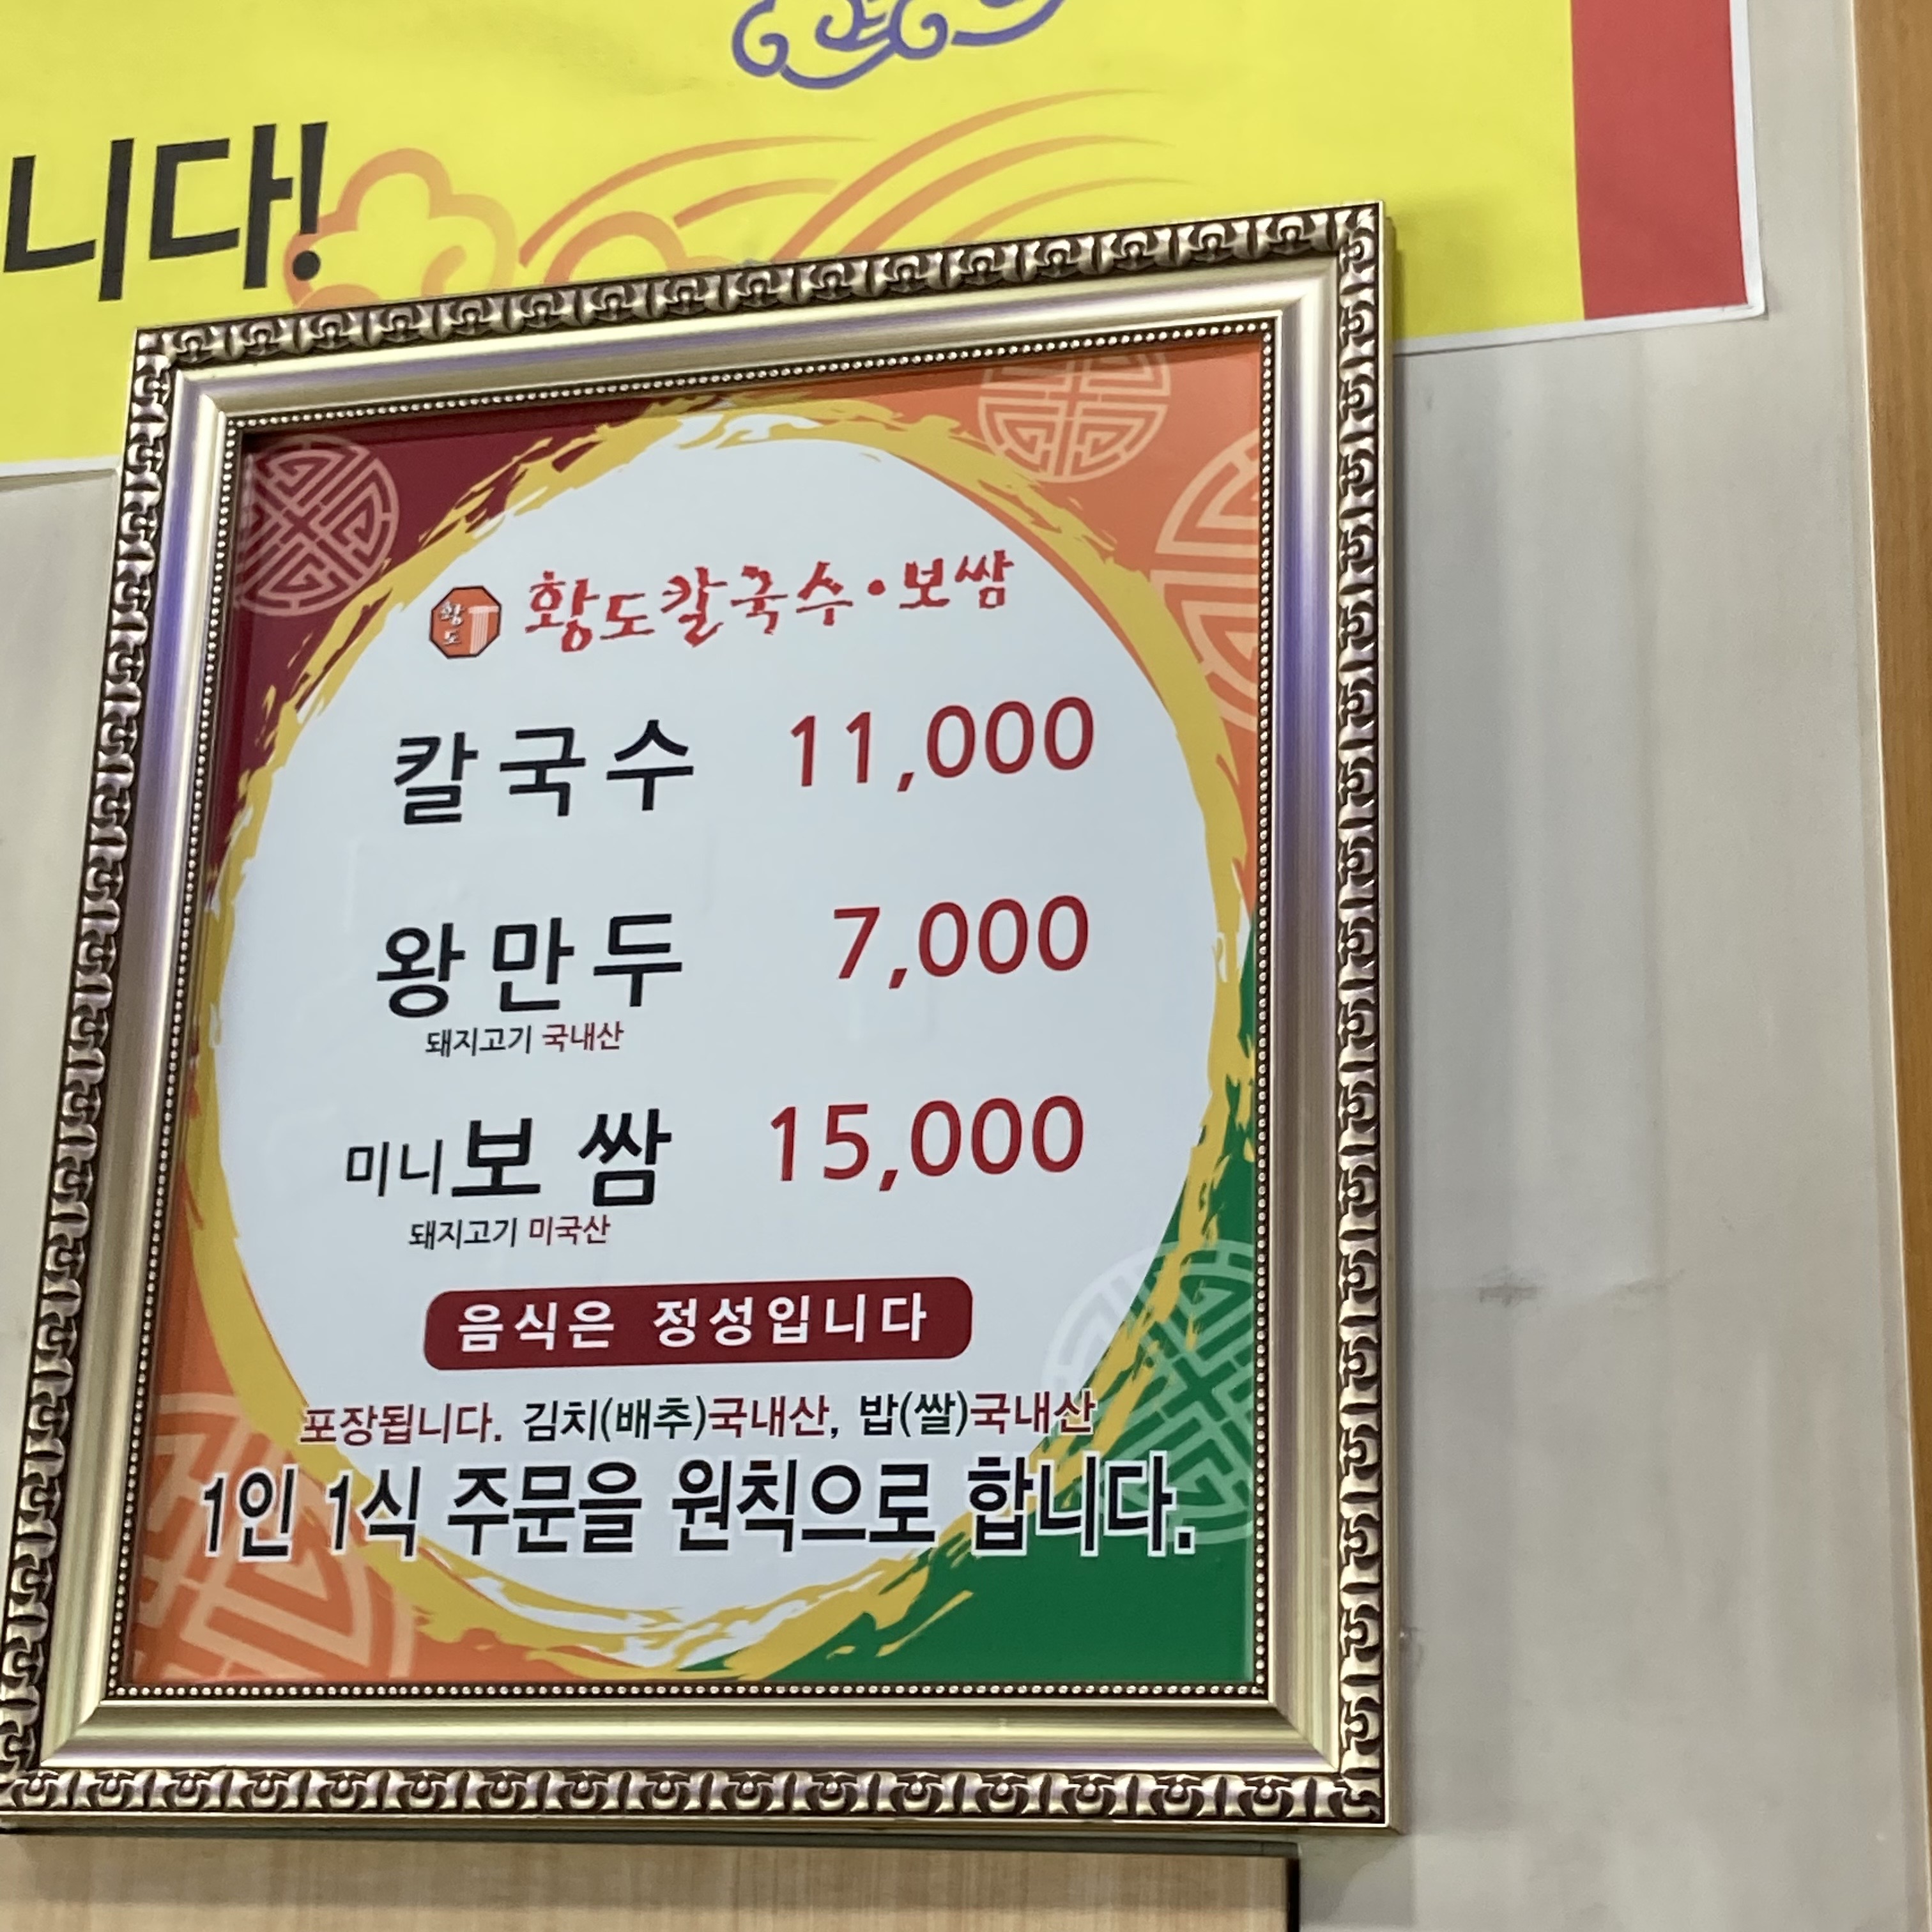 니다!
황도 황도칼국수·보쌈
칼국수 11,000
왕만두 7,000
돼지고기 국내산
미니보쌈 15,000
돼지고기 미국산
음식은 정성입니다
포장됩니다. 김치(배추)국내산, 밥(쌀)국내산
1인 1식 주문을 원칙으로 합니다.